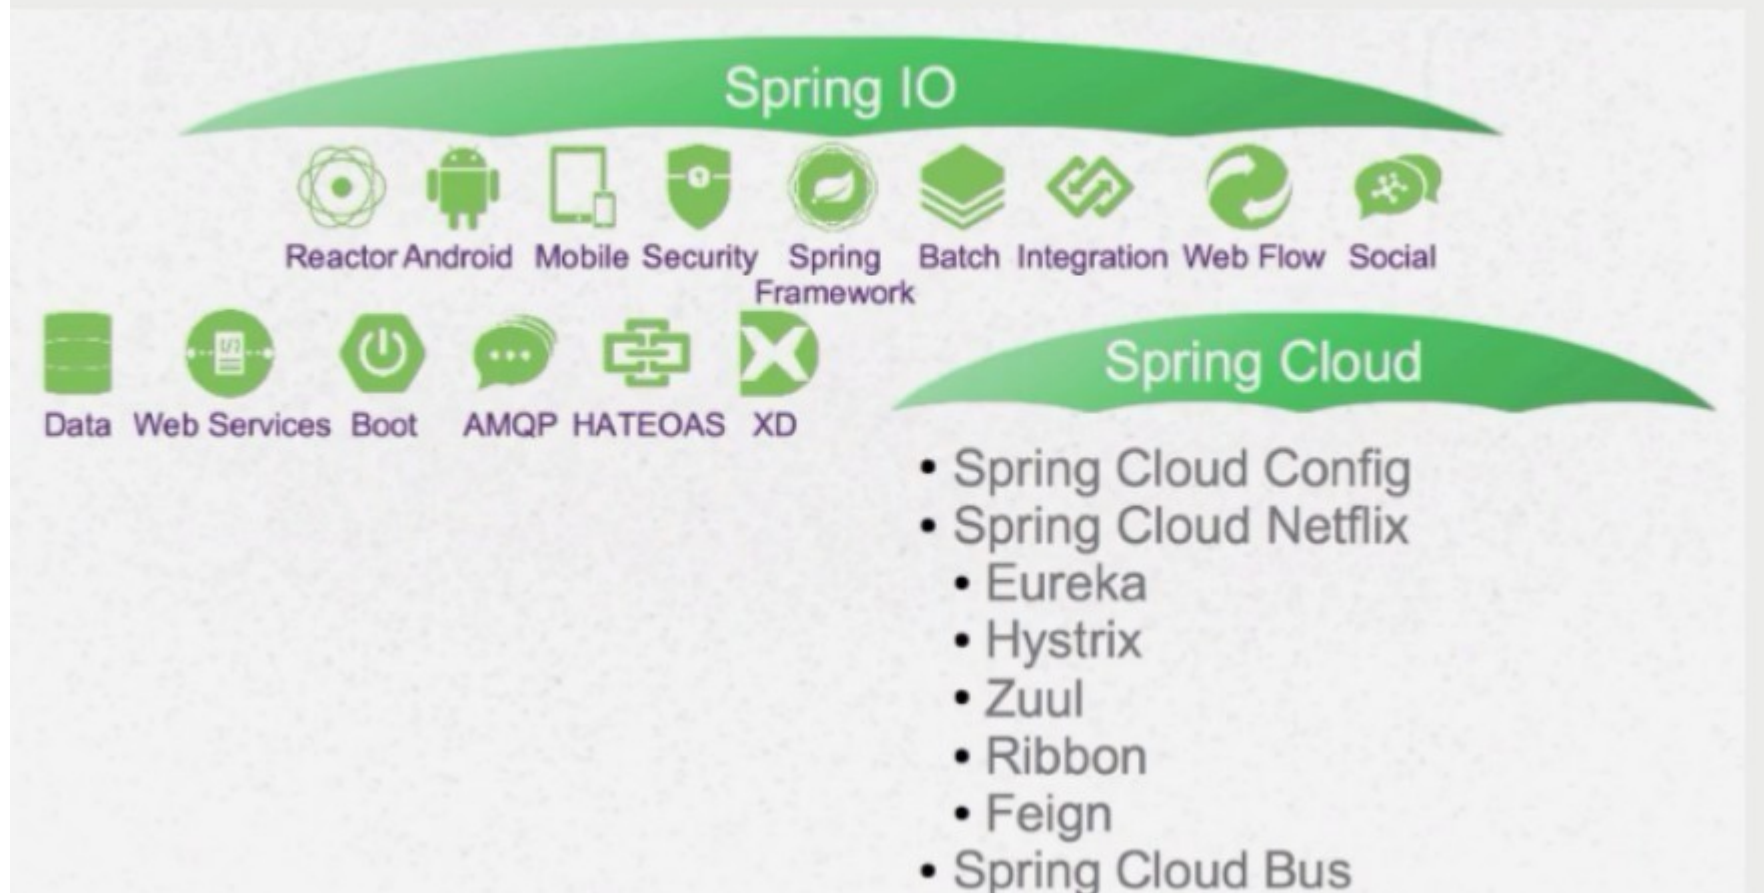 Spring IO
Reactor Android Mobile Security Spring Framework Batch Integration Web Flow Social
Data Web Services Boot AMQP HATEOAS XD
Spring Cloud
• Spring Cloud Config
• Spring Cloud Netflix
• Eureka
• Hystrix
• Zuul
• Ribbon
• Feign
• Spring Cloud Bus